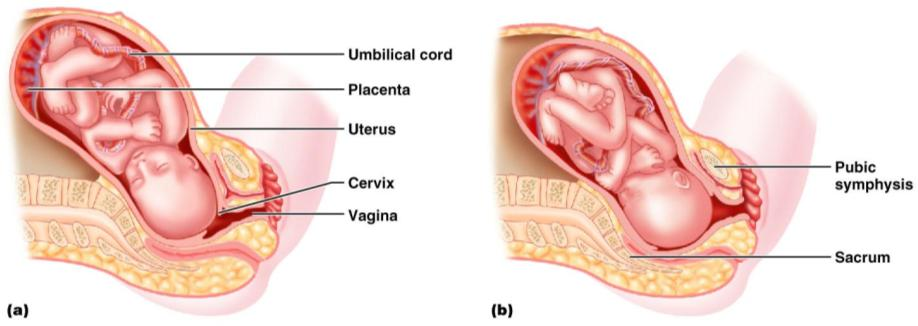 Umbilical cord
Placenta
Uterus
Cervix
Vagina
(a)
Pubic
symphysis
Sacrum
(b)